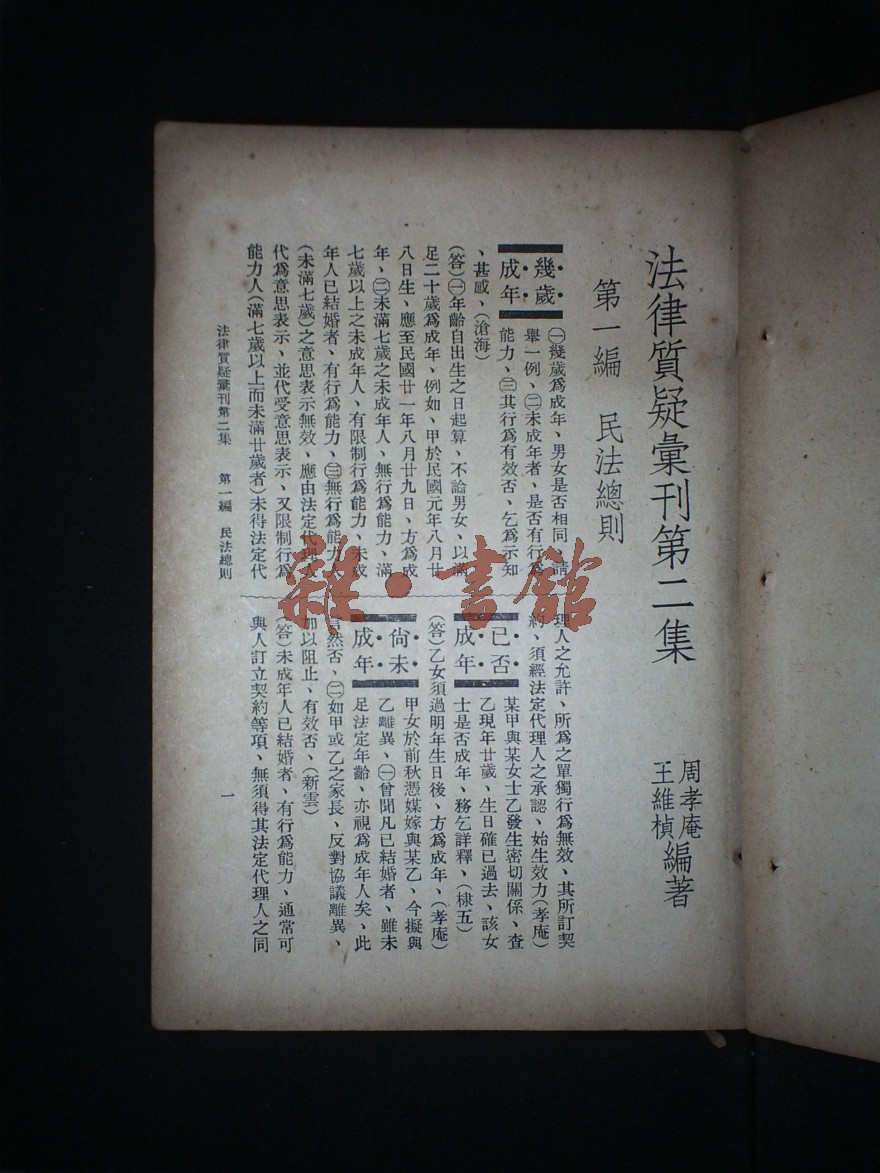 法律質疑彙刊第二集
周孝庵
王維楨
編著
第一編　民法總則
幾歲
成年
㊀幾歲爲成年、男女是否相同、請
舉一例、㊁未成年者、是否有行爲
能力、㊂其行爲有效否、乞爲示知
、甚感、（滄海）
（答）㊀年齡自出生之日起算、不論男女、以滿
足二十歲爲成年、例如、甲於民國元年八月廿
八日生、應至民國廿一年八月廿九日、方爲成
年、㊁未滿七歲之未成年人、無行爲能力、滿
七歲以上之未成年人、有限制行爲能力、未成
年人已結婚者、有行爲能力、㊂無行爲能力人
（未滿七歲）之意思表示無效、應由法定代理人
代爲意思表示、並代受意思表示、又限制行爲
能力人（滿七歲以上而未滿廿歲者）未得法定代
理人之允許、所爲之單獨行爲無效、其所訂契
約、須經法定代理人之承認、始生效力（孝庵）
已否
成年
某甲與某女士乙發生密切關係、查
乙現年廿歲、生日確已過去、該女
士是否成年、務乞詳釋、（棣五）
（答）乙女須過明年生日後、方爲成年、（孝庵）
尙未
成年
甲女於前秋憑媒嫁與某乙、今擬與
乙離異、㊀曾聞凡已結婚者、雖未
足法定年齡、亦視爲成年人矣、此
言然否、㊁如甲或乙之家長、反對協議離異、
加以阻止、有效否、（新雲）
（答）未成年人已結婚者、有行爲能力、通常可
與人訂立契約等項、無須得其法定代理人之同
法律質疑彙刊第二集　第一編　民法總則
一
雜·書館